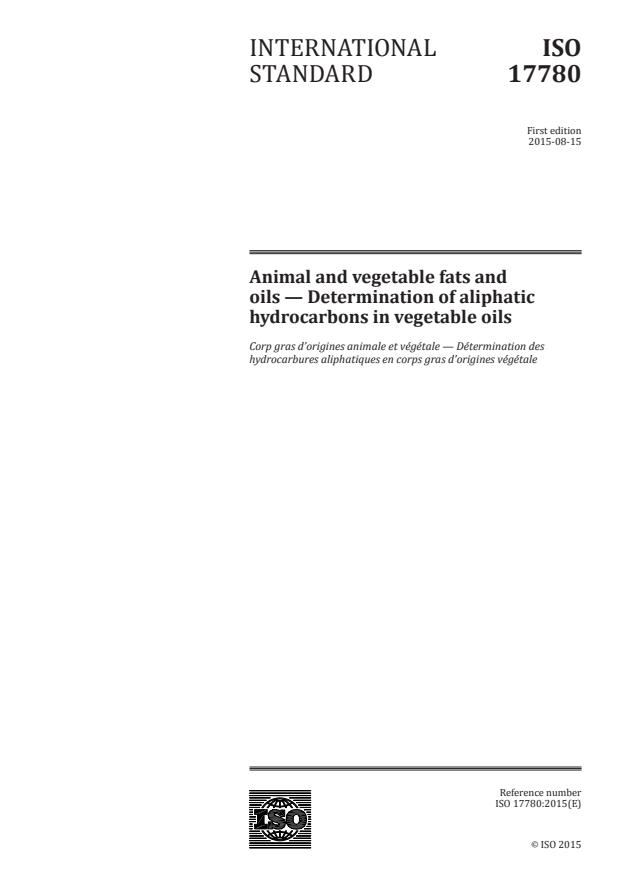 INTERNATIONAL
STANDARD
ISO
17780
First edition
2015-08-15
Animal and vegetable fats and
oils — Determination of aliphatic
hydrocarbons in vegetable oils
Corp gras d’origines animale et végétale — Détermination des
hydrocarbures aliphatiques en corps gras d’origines végétale
ISO
Reference number
ISO 17780:2015(E)
© ISO 2015